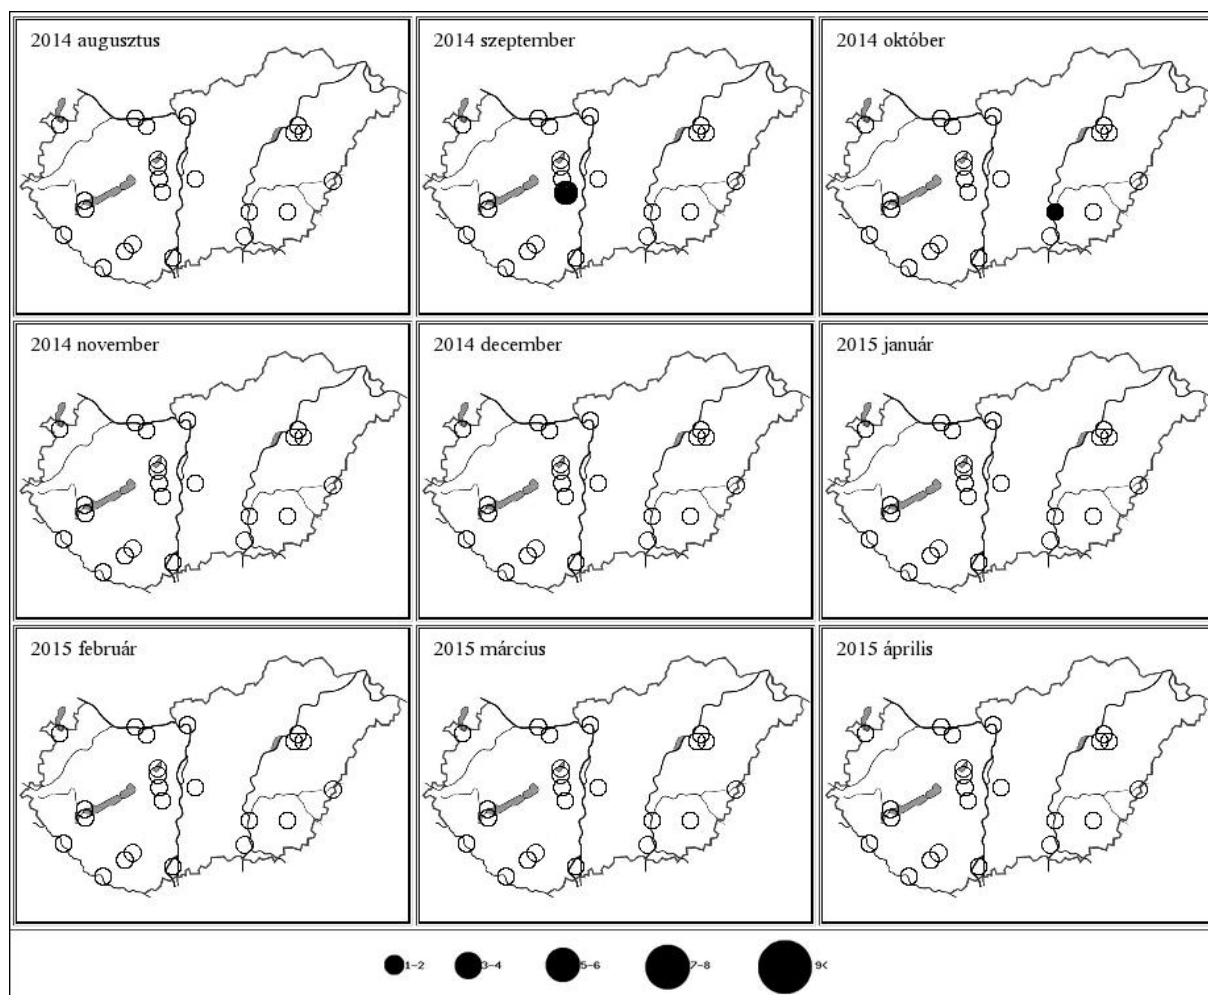 2014 augusztus
2014 szeptember
2014 október
2014 november
2014 december
2015 január
2015 február
2015 március
2015 április
1-2 3-4 5-6 7-8 9<